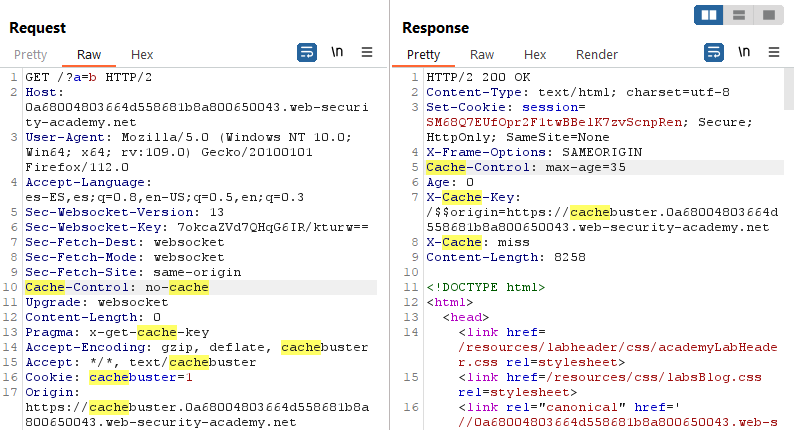 Request
Pretty Raw Hex
\n
1 GET /?a=b HTTP/2
2 Host:
0a68004803664d558681b8a800650043.web-securi
ty-academy.net
3 User-Agent: Mozilla/5.0 (Windows NT 10.0;
Win64; x64; rv:109.0) Gecko/20100101
Firefox/112.0
4 Accept-Language:
es-ES,es;q=0.8,en-US;q=0.5,en;q=0.3
5 Sec-Websocket-Version: 13
6 Sec-Websocket-Key: 7okcaZVd7QHqG6IR/kturw==
7 Sec-Fetch-Dest: websocket
8 Sec-Fetch-Mode: websocket
9 Sec-Fetch-Site: same-origin
10 Cache-Control: no-cache
11 Upgrade: websocket
12 Content-Length: 0
13 Pragma: x-get-cache-key
14 Accept-Encoding: gzip, deflate, cachebuster
15 Accept: */*, text/cachebuster
16 Cookie: cachebuster=1
17 Origin:
https://cachebuster.0a68004803664d558681b8a
800650043.web-security-academy.net
Response
Pretty Raw Hex Render
\n
1 HTTP/2 200 OK
2 Content-Type: text/html; charset=utf-8
3 Set-Cookie: session=
SM68Q7EUfOpr2F1twBBelK7zvScnpRen; Secure;
HttpOnly; SameSite=None
4 X-Frame-Options: SAMEORIGIN
5 Cache-Control: max-age=35
6 Age: 0
7 X-Cache-Key:
/$$origin=https://cachebuster.0a68004803664d
558681b8a800650043.web-security-academy.net
8 X-Cache: miss
9 Content-Length: 8258
10
11 <!DOCTYPE html>
12 <html>
13 <head>
14 <link href=
/resources/labheader/css/academyLabHeade
r.css rel=stylesheet>
15 <link href=/resources/css/labsBlog.css
rel=stylesheet>
16 <link rel="canonical" href='
//0a68004803664d558681b8a800650043.web-s